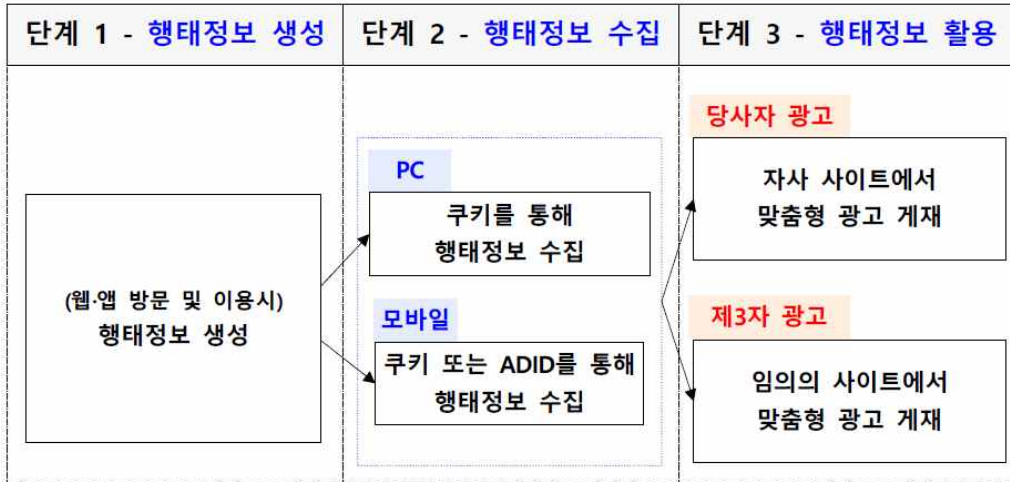 단계 1 - 행태정보 생성
단계 2 - 행태정보 수집
단계 3 - 행태정보 활용
(웹·앱 방문 및 이용시)
행태정보 생성
PC
쿠키를 통해
행태정보 수집
모바일
쿠키 또는 ADID를 통해
행태정보 수집
당사자 광고
자사 사이트에서
맞춤형 광고 게재
제3자 광고
임의의 사이트에서
맞춤형 광고 게재